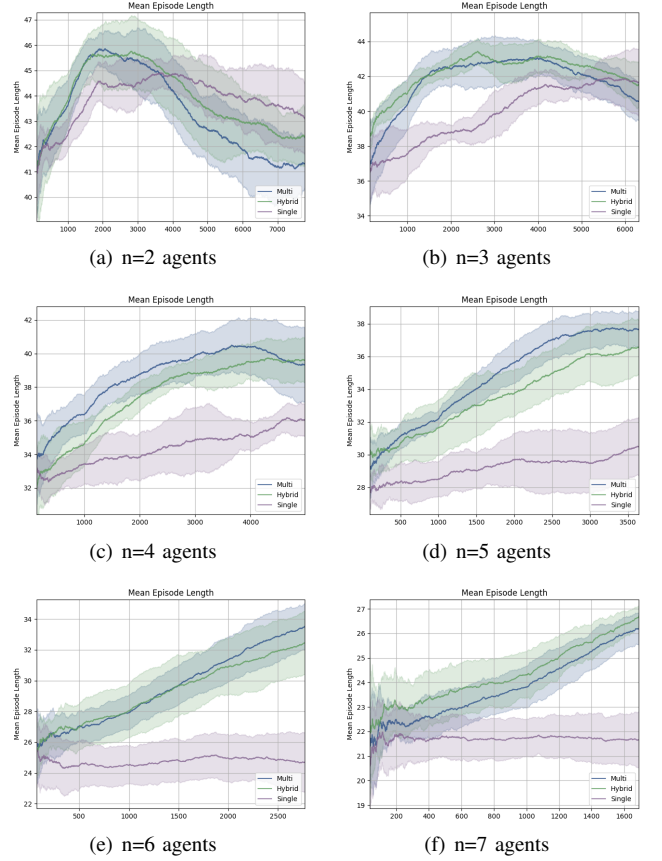 Mean Episode Length
47
46
45
44
43
42
41
40
Mean Episode Length
Multi
Hybrid
Single
1000 2000 3000 4000 5000 6000 7000
(a) n=2 agents
Mean Episode Length
44
42
40
38
36
34
Mean Episode Length
Multi
Hybrid
Single
1000 2000 3000 4000 5000 6000
(b) n=3 agents
Mean Episode Length
42
40
38
36
34
32
Mean Episode Length
Multi
Hybrid
Single
1000 2000 3000 4000
(c) n=4 agents
Mean Episode Length
38
36
34
32
30
28
Mean Episode Length
Multi
Hybrid
Single
500 1000 1500 2000 2500 3000 3500
(d) n=5 agents
Mean Episode Length
34
32
30
28
26
24
22
Mean Episode Length
Multi
Hybrid
Single
500 1000 1500 2000 2500
(e) n=6 agents
Mean Episode Length
27
26
25
24
23
22
21
20
19
Mean Episode Length
Multi
Hybrid
Single
200 400 600 800 1000 1200 1400 1600
(f) n=7 agents